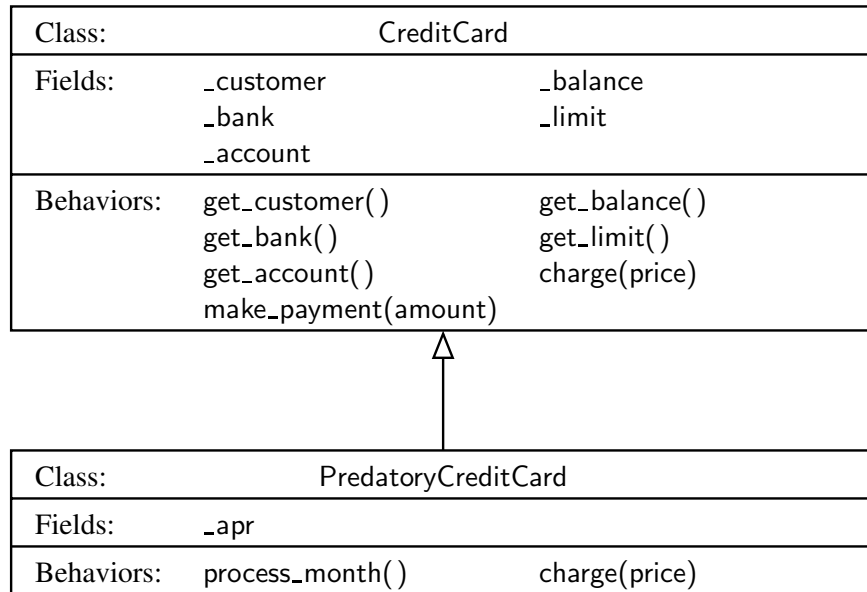 Class: CreditCard
Fields: _customer _balance
_bank _limit
_account
Behaviors: get_customer() get_balance()
get_bank() get_limit()
get_account() charge(price)
make_payment(amount)
Class: PredatoryCreditCard
Fields: _apr
Behaviors: process_month() charge(price)